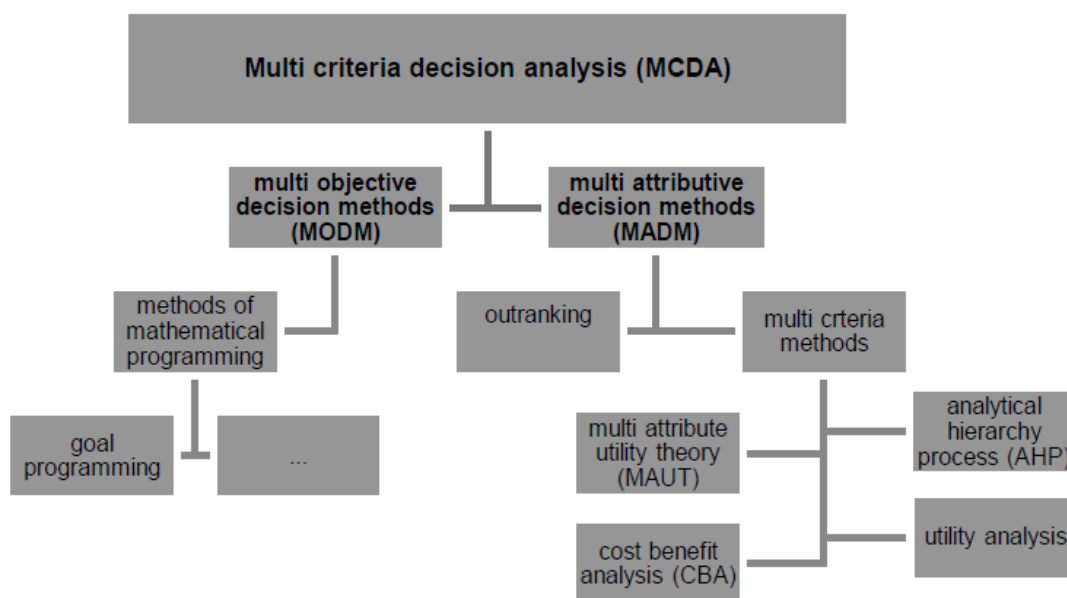 Multi criteria decision analysis (MCDA)
multi objective
decision methods
(MODM)
multi attributive
decision methods
(MADM)
methods of
mathematical
programming
outranking
multi crteria
methods
goal
programming
...
multi attribute
utility theory
(MAUT)
analytical
hierarchy
process (AHP)
cost benefit
analysis (CBA)
utility analysis